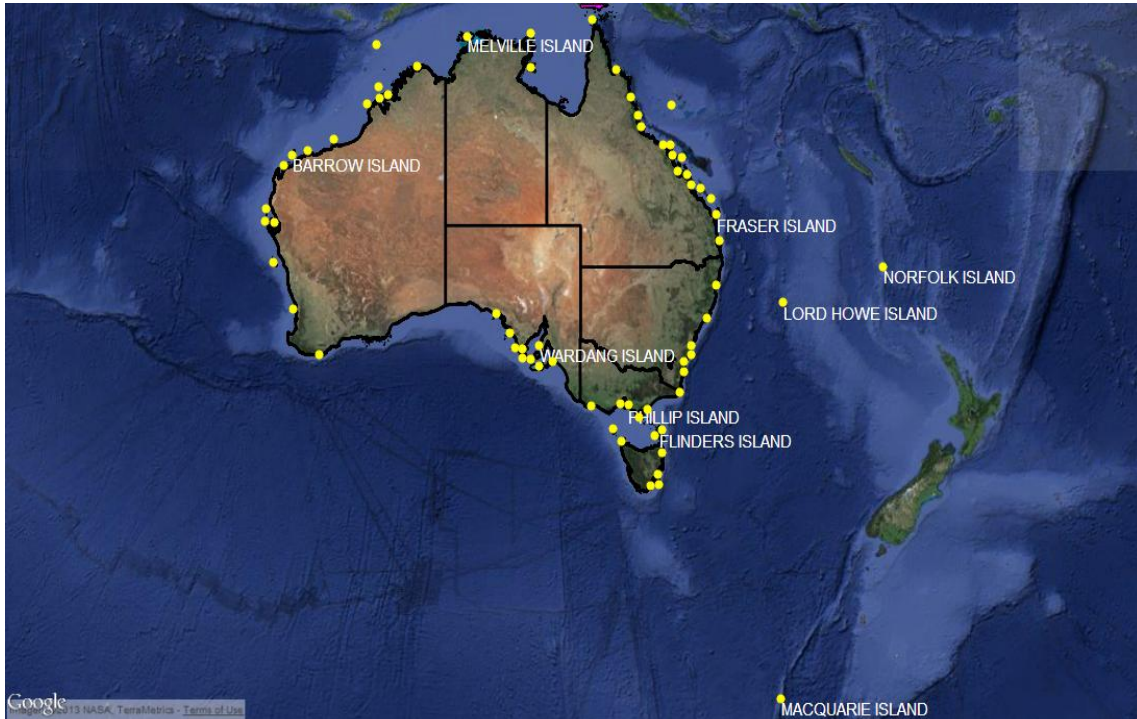 MELVILLE ISLAND
BARROW ISLAND
FRASER ISLAND
NORFOLK ISLAND
LORD HOWE ISLAND
WARDANG ISLAND
PHILLIP ISLAND
FLINDERS ISLAND
Google
2013 NASA, TerraMetrics - Terms of Use
MACQUARIE ISLAND